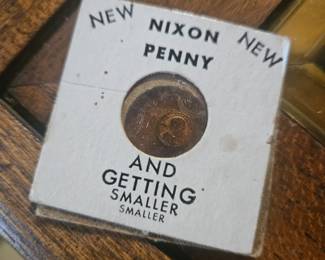 NEW NIXON NEW
PENNY
AND
GETTING
SMALLER
SMALLER